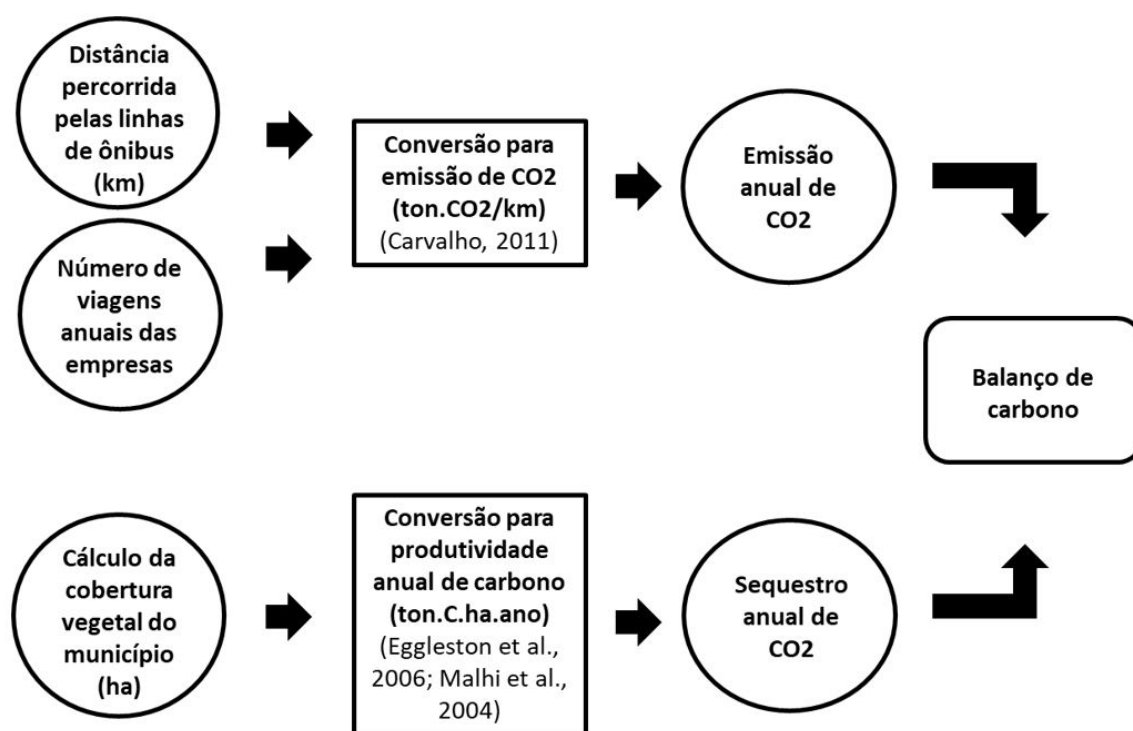 Distância
percorrida
pelas linhas
de ônibus
(km)
Número de
viagens
anuais das
empresas
Conversão para
emissão de CO2
(ton.CO2/km)
(Carvalho, 2011)
Emissão
anual de
CO2
Balanço de
carbono
Cálculo da
cobertura
vegetal do
município
(ha)
Conversão para
produtividade
anual de carbono
(ton.C.ha.ano)
(Eggleston et al.,
2006; Malhi et al.,
2004)
Sequestro
anual de
CO2